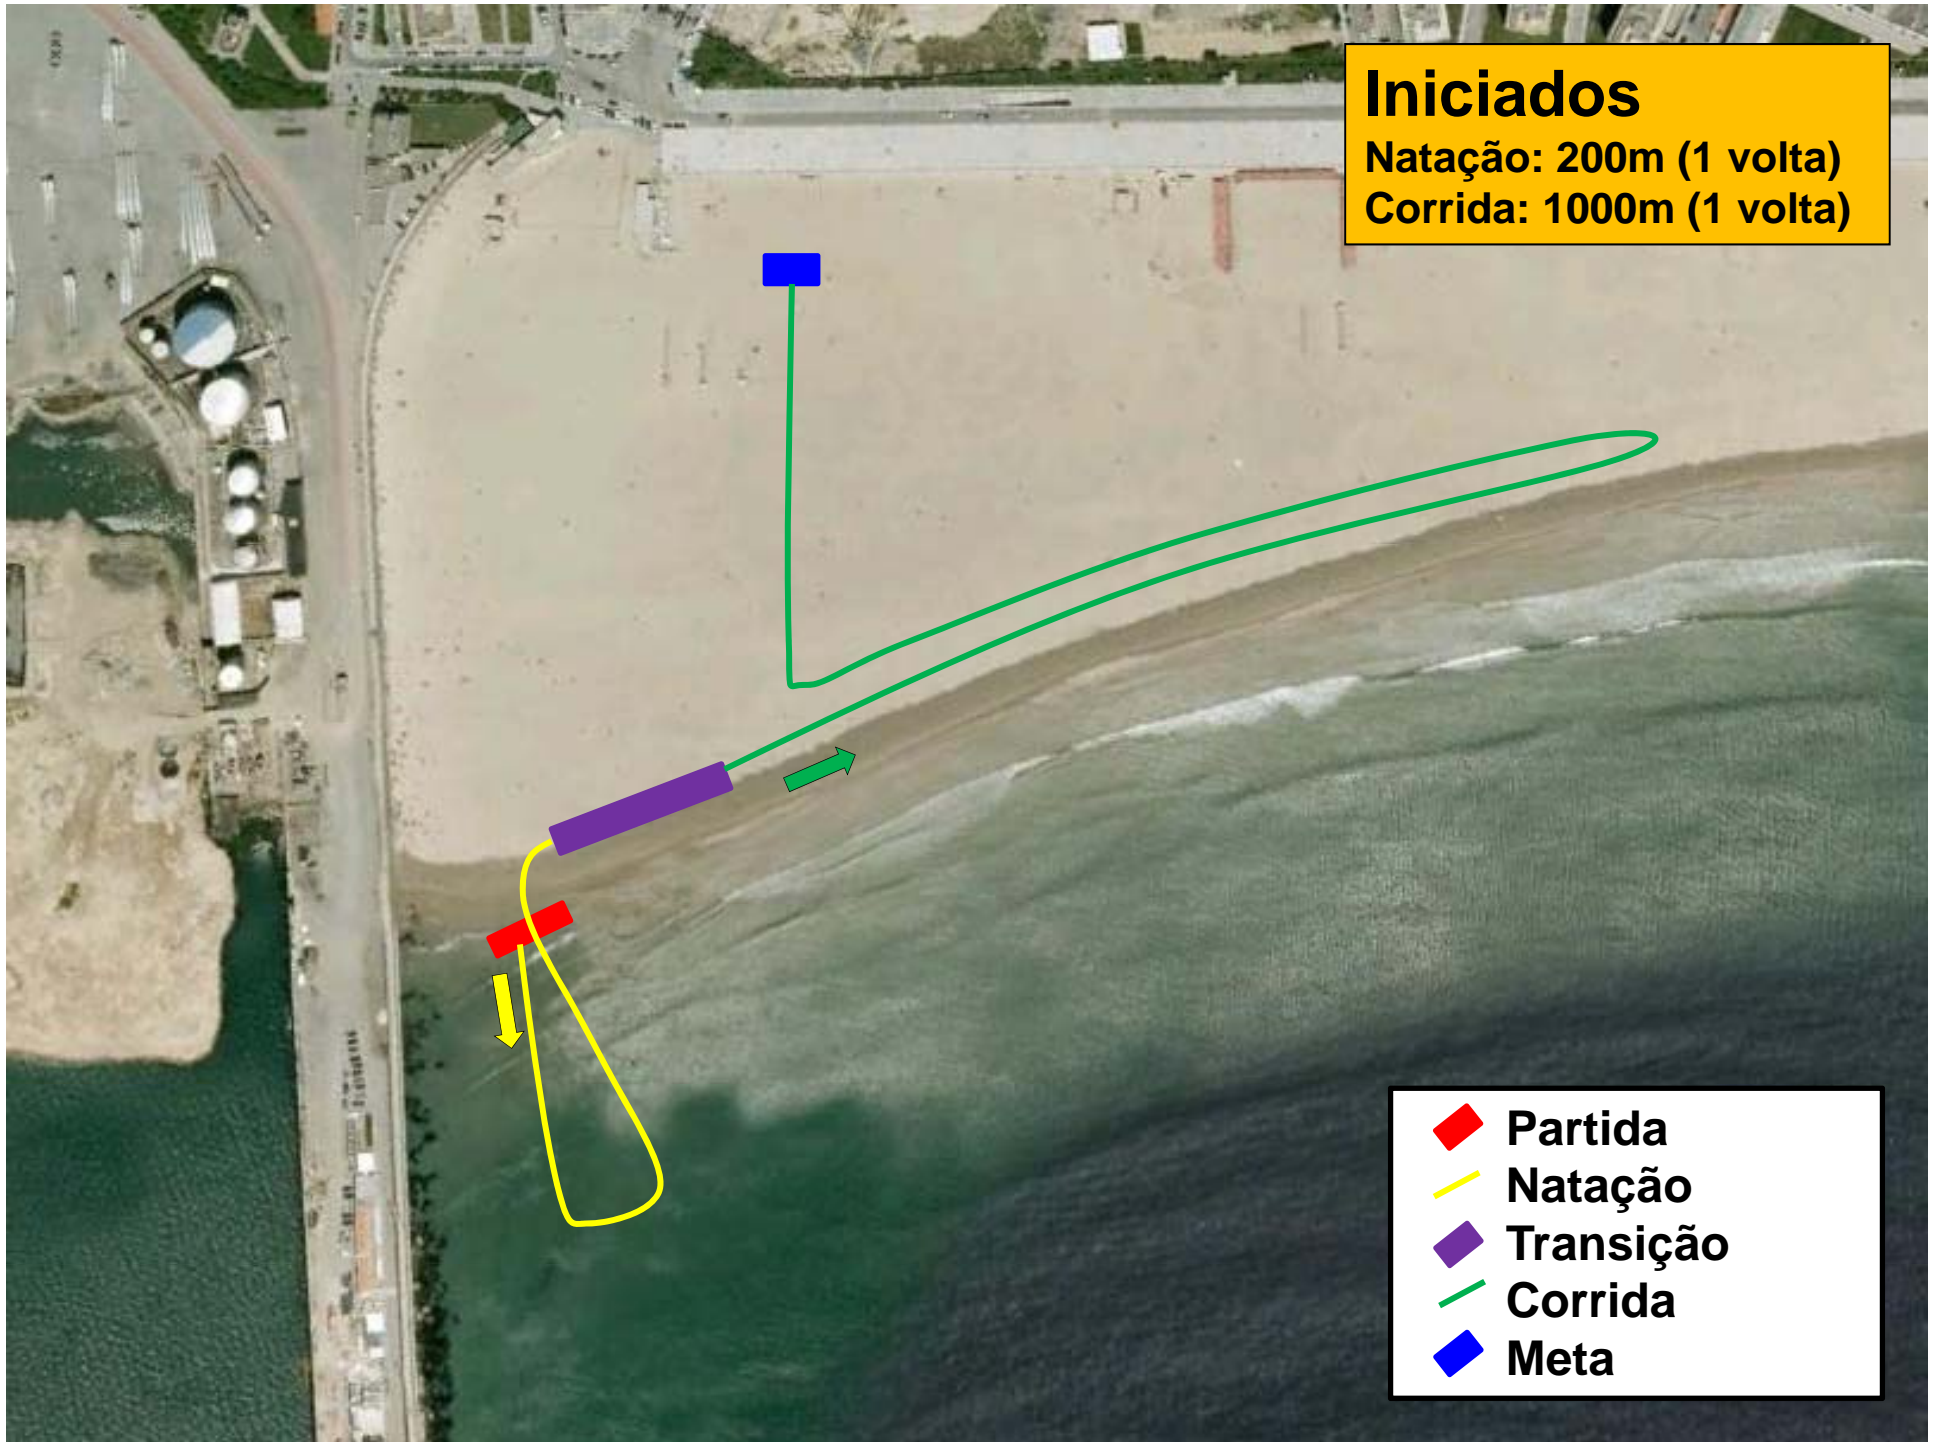 Iniciados
Natação: 200m (1 volta)
Corrida: 1000m (1 volta)
Partida
Natação
Transição
Corrida
Meta